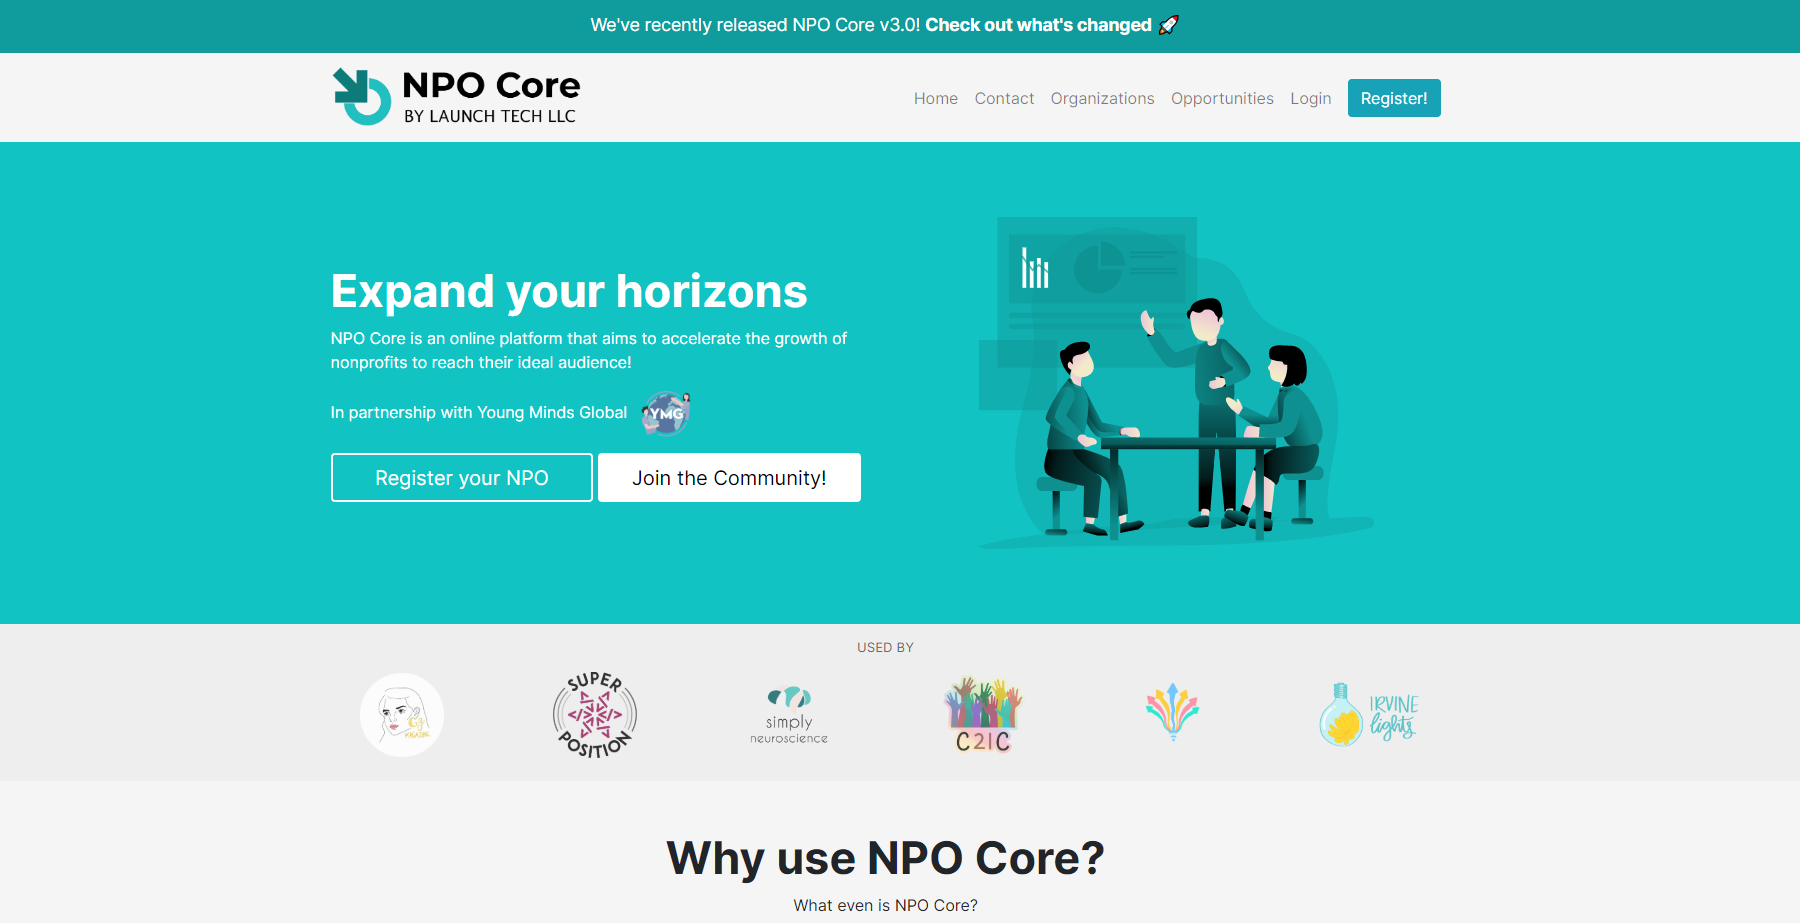 We've recently released NPO Core v3.0! Check out what's changed 🚀
NPO Core
BY LAUNCH TECH LLC
Home Contact Organizations Opportunities Login Register!
Expand your horizons
NPO Core is an online platform that aims to accelerate the growth of
nonprofits to reach their ideal audience!
In partnership with Young Minds Global
YMG
Register your NPO
Join the Community!
USED BY
MAGAZINE
SUPER
POSITION
simply
neuroscience
C2IC
IRVINE
lights
Why use NPO Core?
What even is NPO Core?